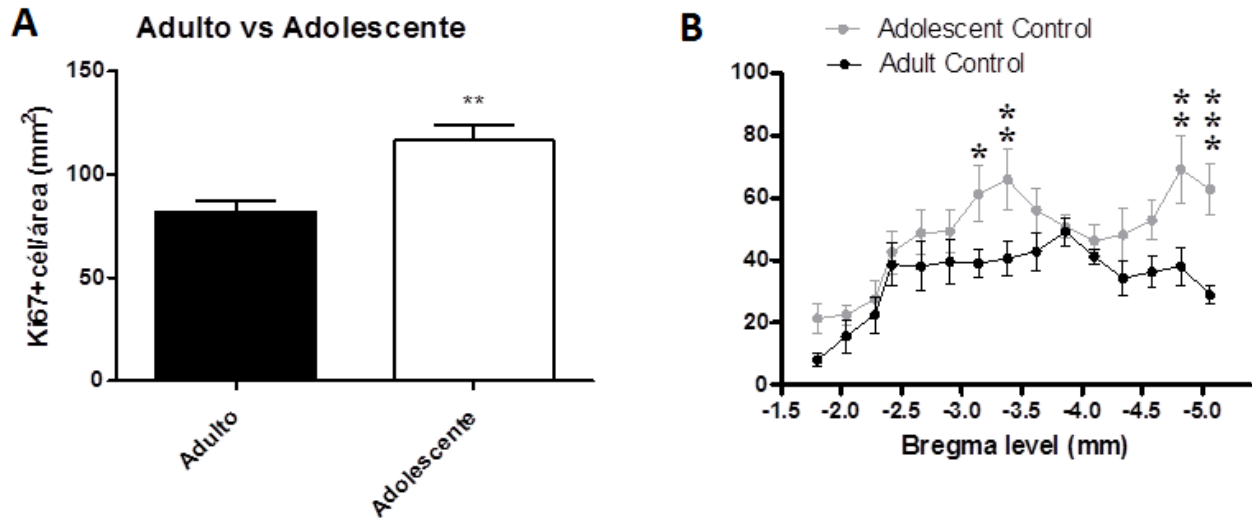 A
Adulto vs Adolescente
Ki67+cél/área (mm2)
150
100
50
0
**
Adulto
Adolescente
B
Adolescent Control
Adult Control
100
80
60
40
20
0
*
**
**
***
-1.5 -2.0 -2.5 -3.0 -3.5 -4.0 -4.5 -5.0
Bregma level (mm)